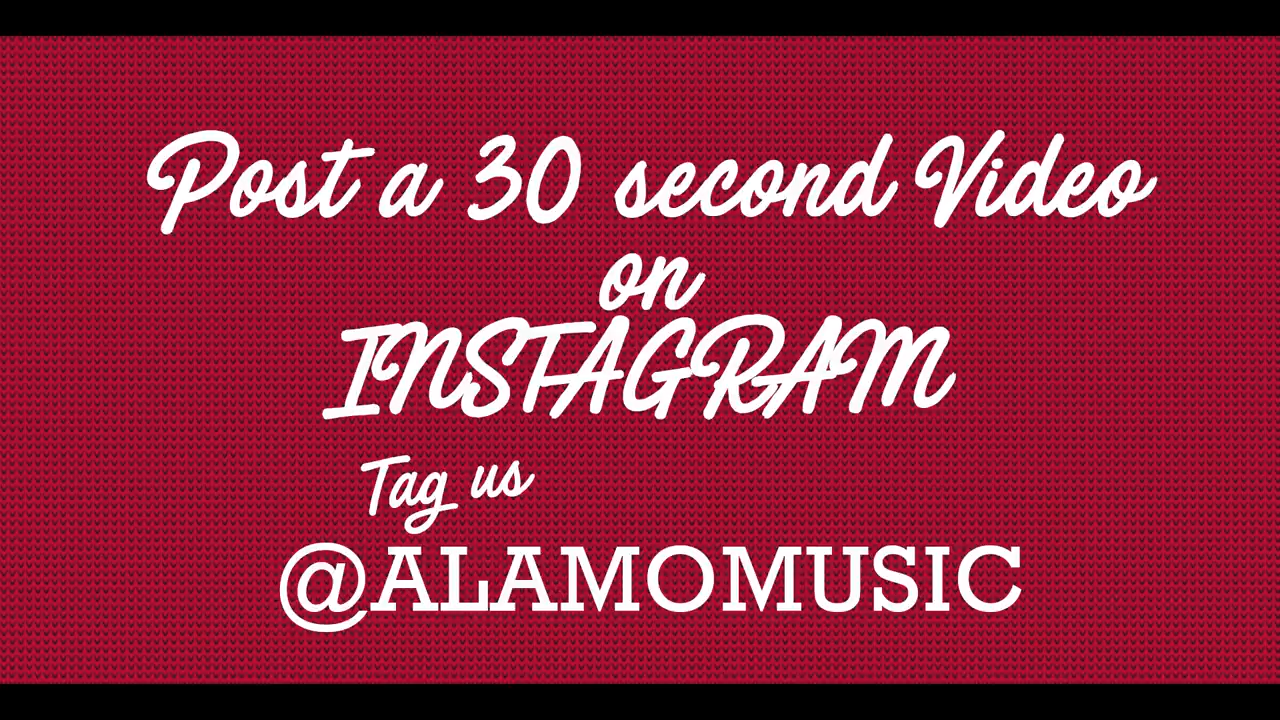 Post a 30 second Video
on
INSTAGRAM
Tag us
@ALAMOMUSIC